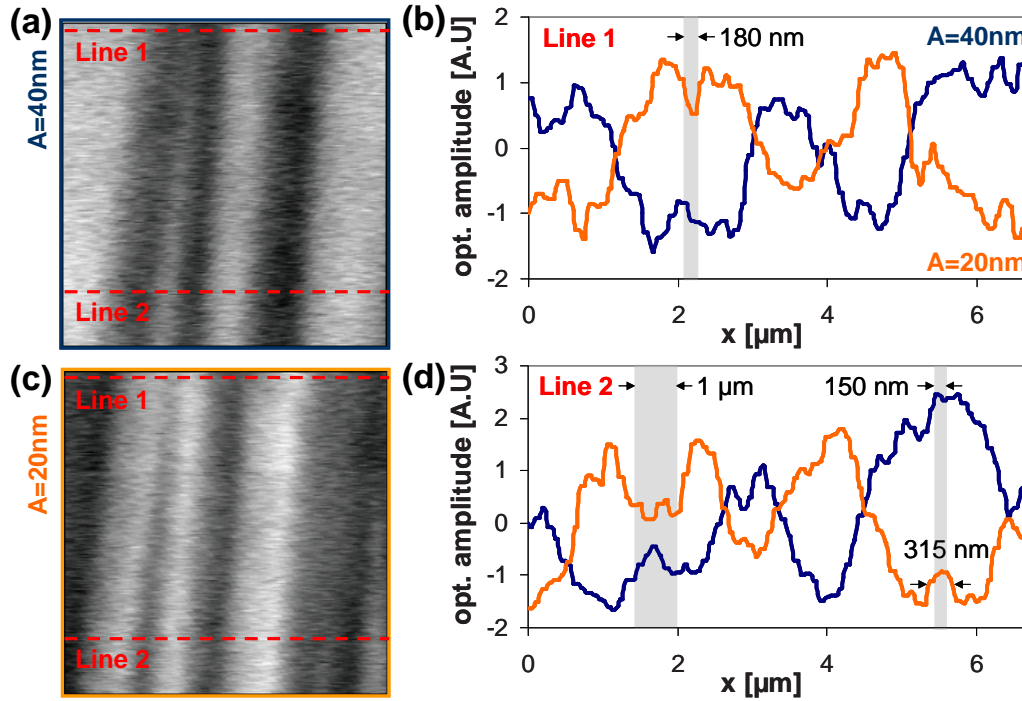 (a)
Line 1
Line 2
A=40nm
(b)
opt. amplitude [A.U]
2
1
0
-1
-2
Line 1
180 nm
A=40nm
A=20nm
0
2
4
6
x [µm]
(c)
Line 1
Line 2
A=20nm
(d)
opt. amplitude [A.U]
3
2
1
0
-1
-2
Line 2
1 µm
150 nm
315 nm
0
2
4
6
x [µm]